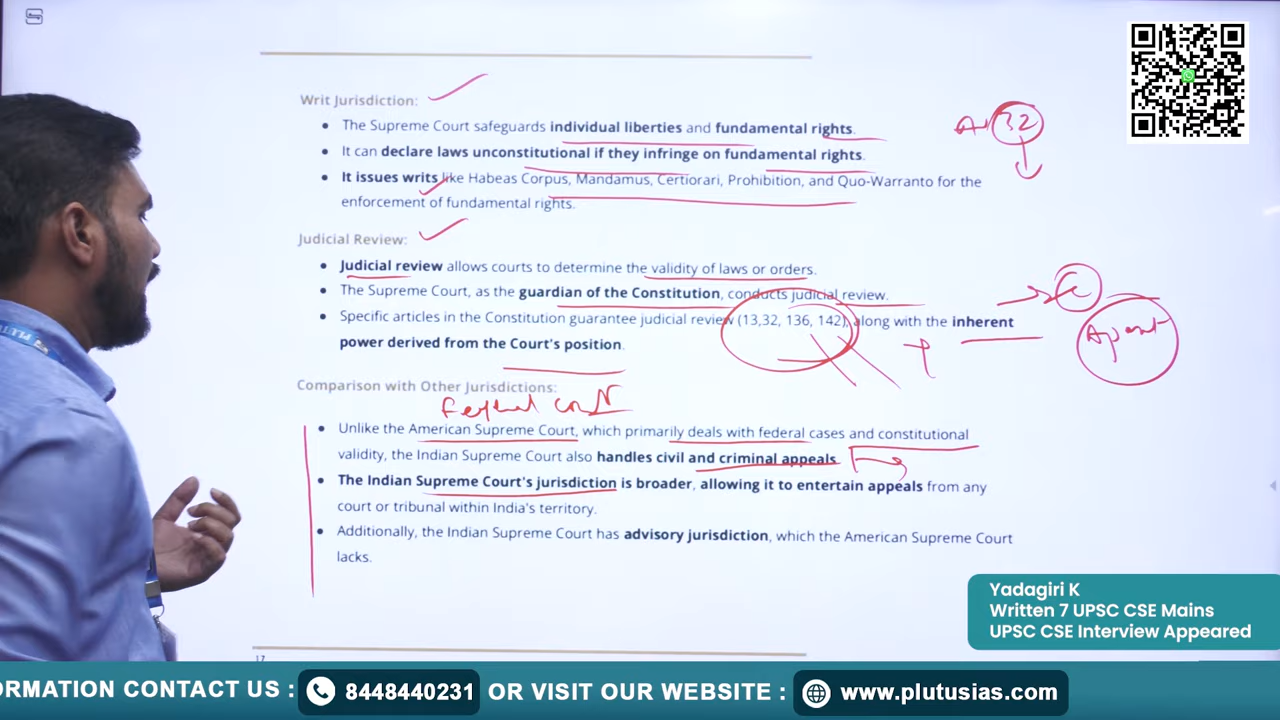 Writ Jurisdiction:
• The Supreme Court safeguards individual liberties and fundamental rights.
• It can declare laws unconstitutional if they infringe on fundamental rights.
• It issues writs like Habeas Corpus, Mandamus, Certiorari, Prohibition, and Quo-Warranto for the
enforcement of fundamental rights.
32
Judicial Review:
• Judicial review allows courts to determine the validity of laws or orders.
• The Supreme Court, as the guardian of the Constitution, conducts judicial review.
• Specific articles in the Constitution guarantee judicial review (13,32, 136, 142), along with the inherent
power derived from the Court's position.
Comparison with Other Jurisdictions:
• Unlike the American Supreme Court, which primarily deals with federal cases and constitutional
validity, the Indian Supreme Court also handles civil and criminal appeals
• The Indian Supreme Court's jurisdiction is broader, allowing it to entertain appeals from any
court or tribunal within India's territory.
• Additionally, the Indian Supreme Court has advisory jurisdiction, which the American Supreme Court
lacks.
17
Yadagiri K
Written 7 UPSC CSE Mains
UPSC CSE Interview Appeared
ORMATION CONTACT US : 8448440231 OR VISIT OUR WEBSITE : www.plutusias.com